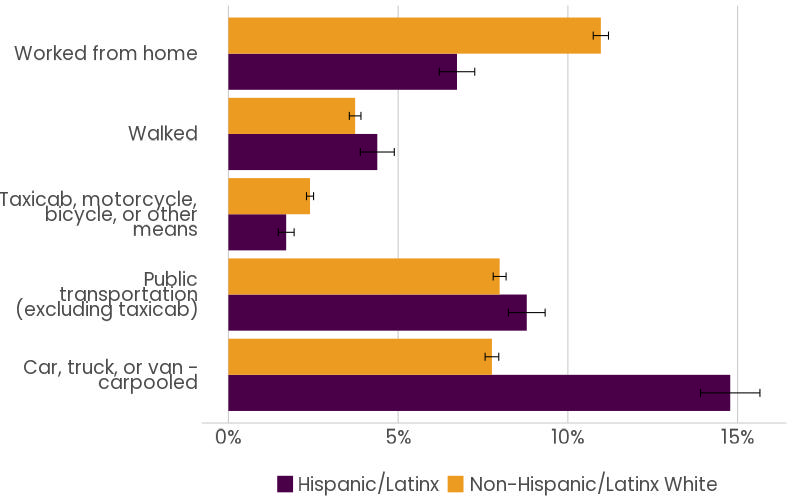 Worked from home
Walked
Taxicab, motorcycle,
bicycle, or other
means
Public
transportation
(excluding taxicab)
Car, truck, or van -
carpooled
0%
5%
10%
15%
Hispanic/Latinx
Non-Hispanic/Latinx White